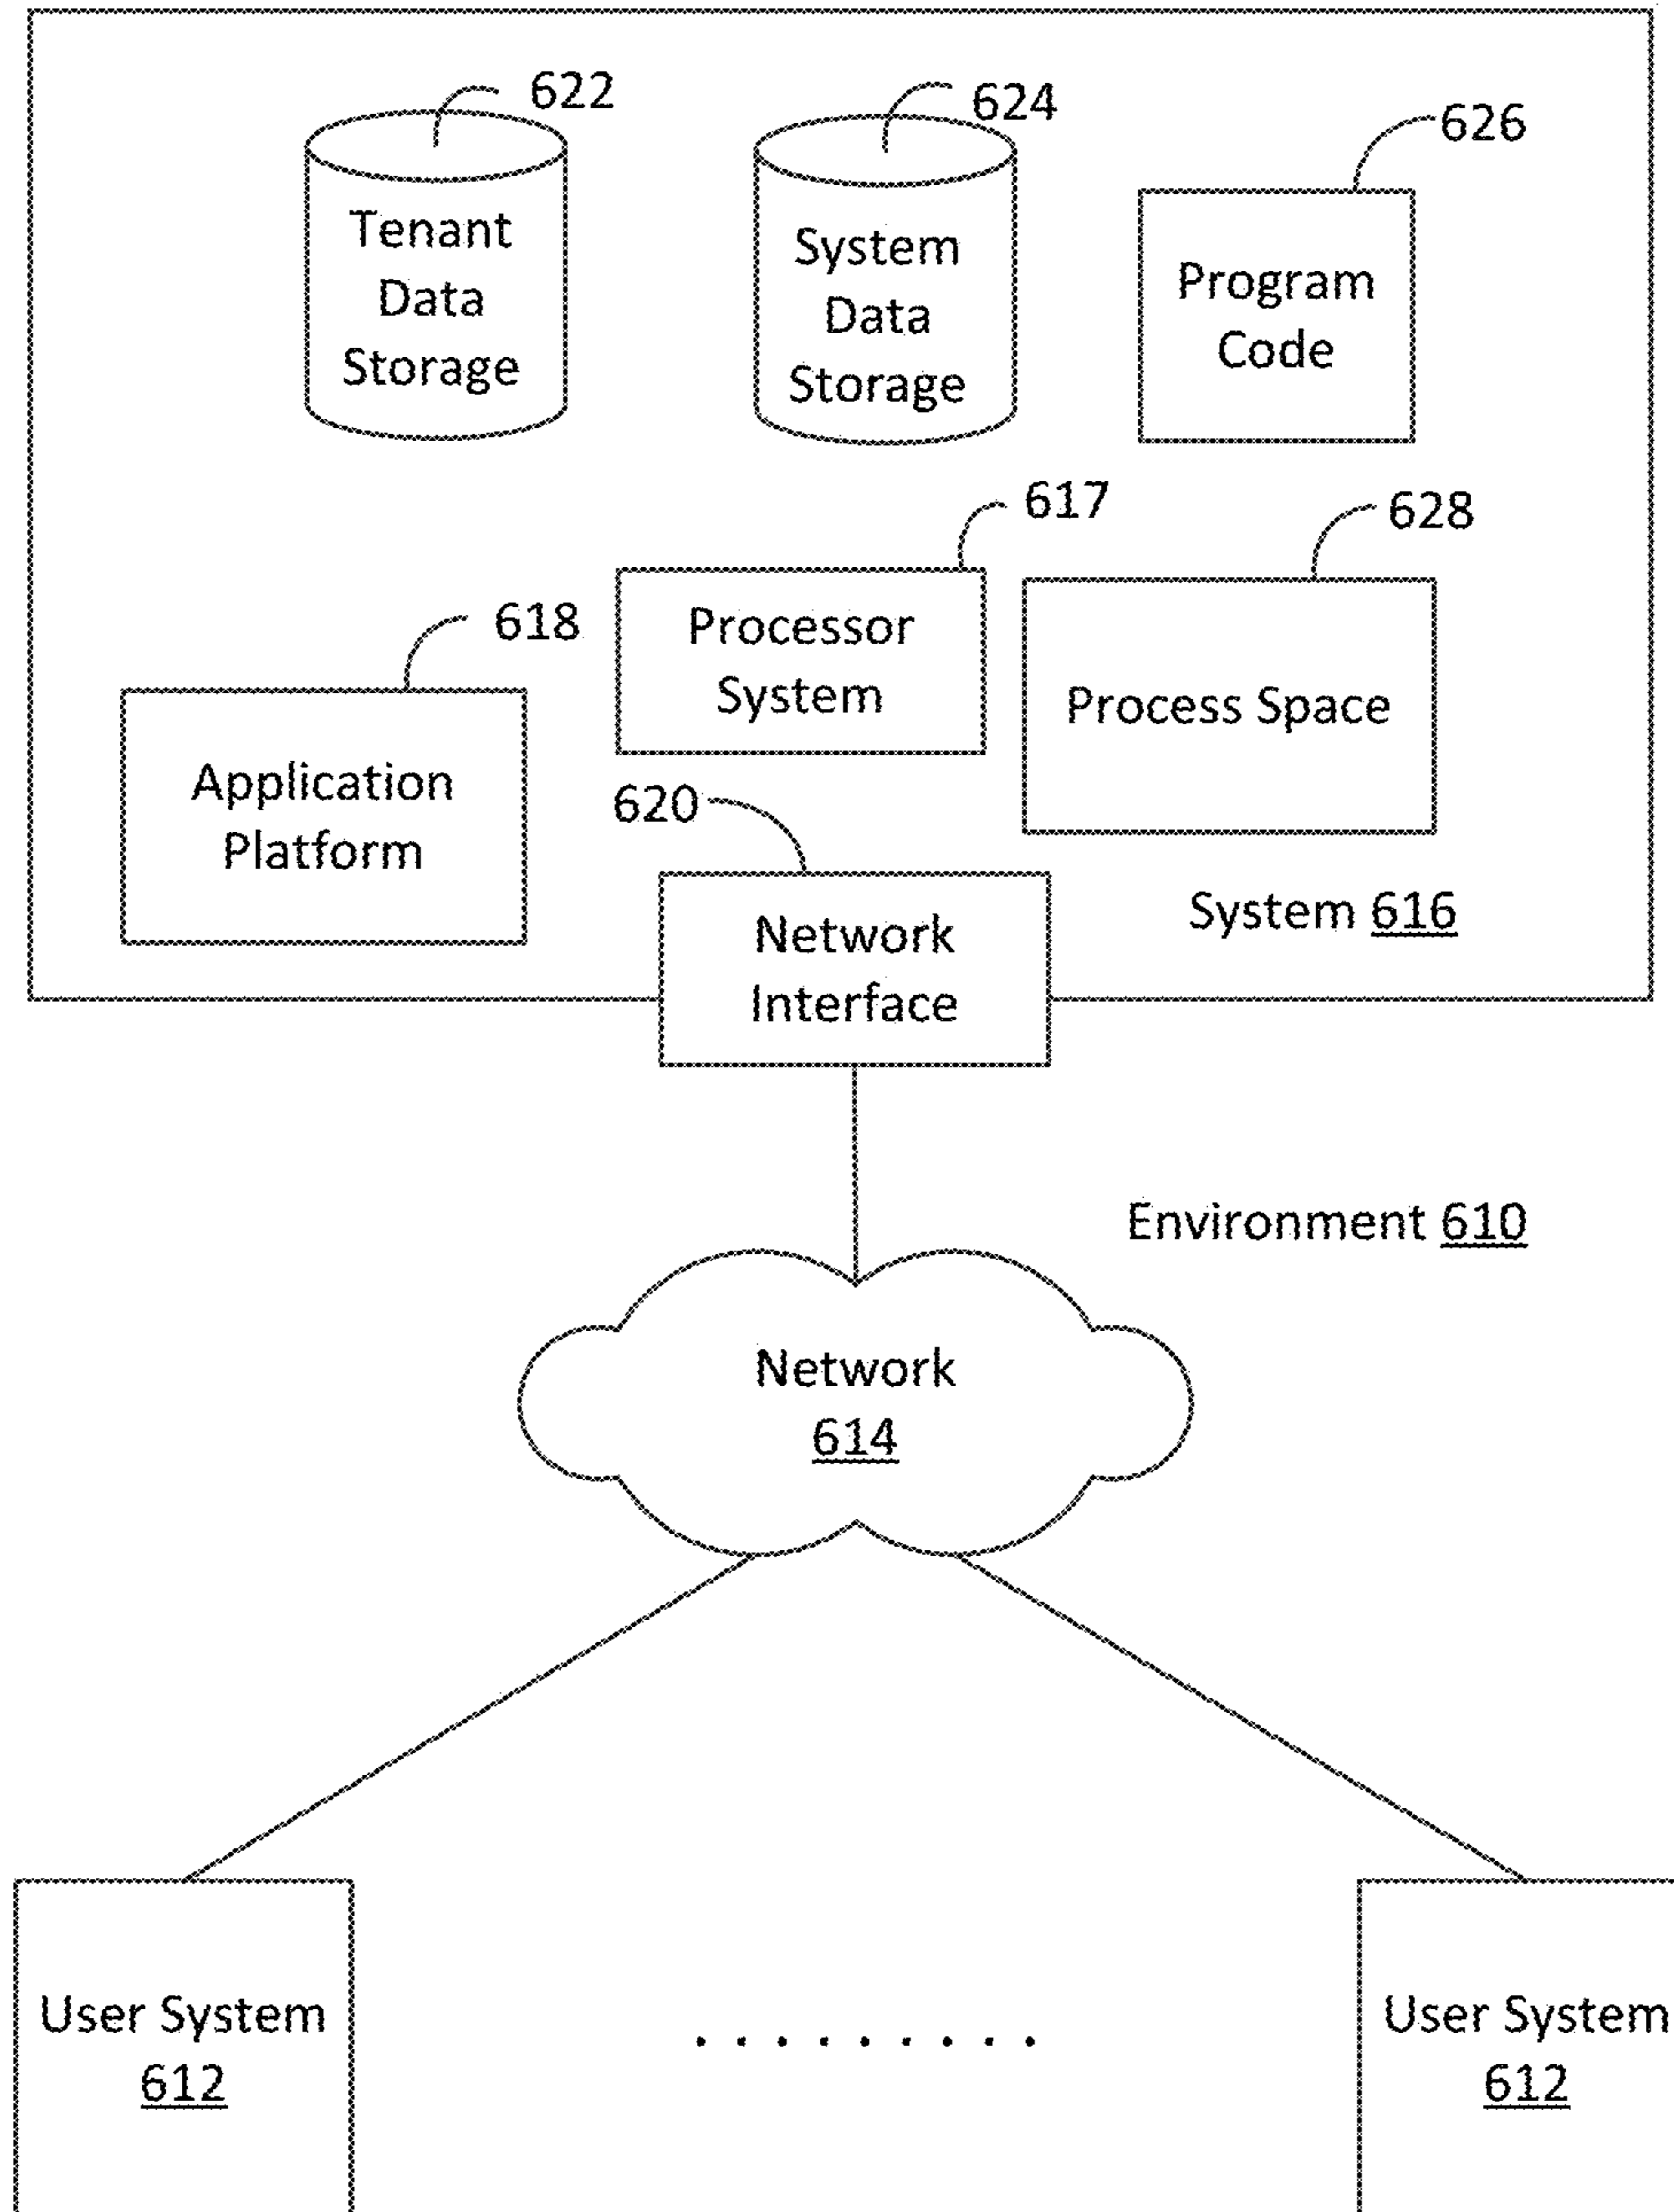 622
624
626
Tenant
Data
Storage
System
Data
Storage
Program
Code
617
628
618
Processor
System
Process Space
Application
Platform
620
Network
Interface
System 616
Environment 610
Network
614
User System
612
.........
User System
612